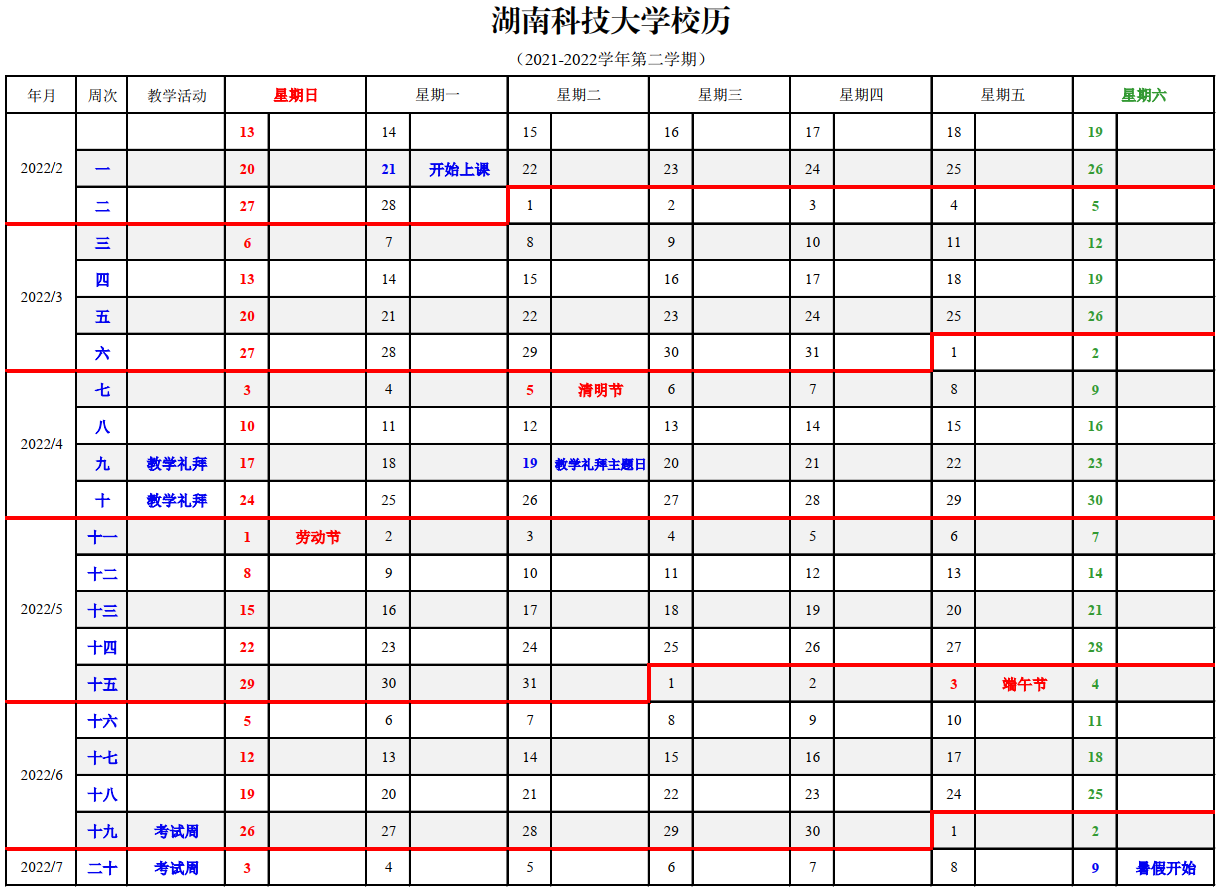 湖南科技大学校历
（2021-2022学年第二学期）
年月 周次 教学活动 星期日 星期一 星期二 星期三 星期四 星期五 星期六
13 14 15 16 17 18 19
2022/2 一 20 21 开始上课 22 23 24 25 26
二 27 28 1 2 3 4 5
三 6 7 8 9 10 11 12
四 13 14 15 16 17 18 19
2022/3
五 20 21 22 23 24 25 26
六 27 28 29 30 31 1 2
七 3 4 5 清明节 6 7 8 9
八 10 11 12 13 14 15 16
2022/4
九 教学礼拜 17 18 19 教学礼拜主题日 20 21 22 23
十 教学礼拜 24 25 26 27 28 29 30
十一 1 劳动节 2 3 4 5 6 7
十二 8 9 10 11 12 13 14
2022/5 十三 15 16 17 18 19 20 21
十四 22 23 24 25 26 27 28
十五 29 30 31 1 2 3 端午节 4
十六 5 6 7 8 9 10 11
十七 12 13 14 15 16 17 18
2022/6
十八 19 20 21 22 23 24 25
十九 考试周 26 27 28 29 30 1 2
2022/7 二十 考试周 3 4 5 6 7 8 9 暑假开始